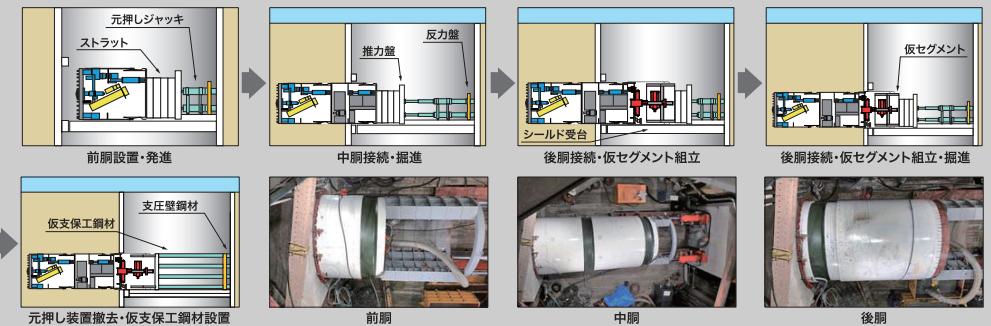 元押しジャッキ
ストラット
前胴設置・発進
反力盤
推力盤
中胴接続・掘進
シールド受台
後胴接続・仮セグメント組立
仮セグメント
後胴接続・仮セグメント組立・掘進
支圧壁鋼材
仮支保工鋼材
元押し装置撤去・仮支保工鋼材設置
前胴
中胴
後胴